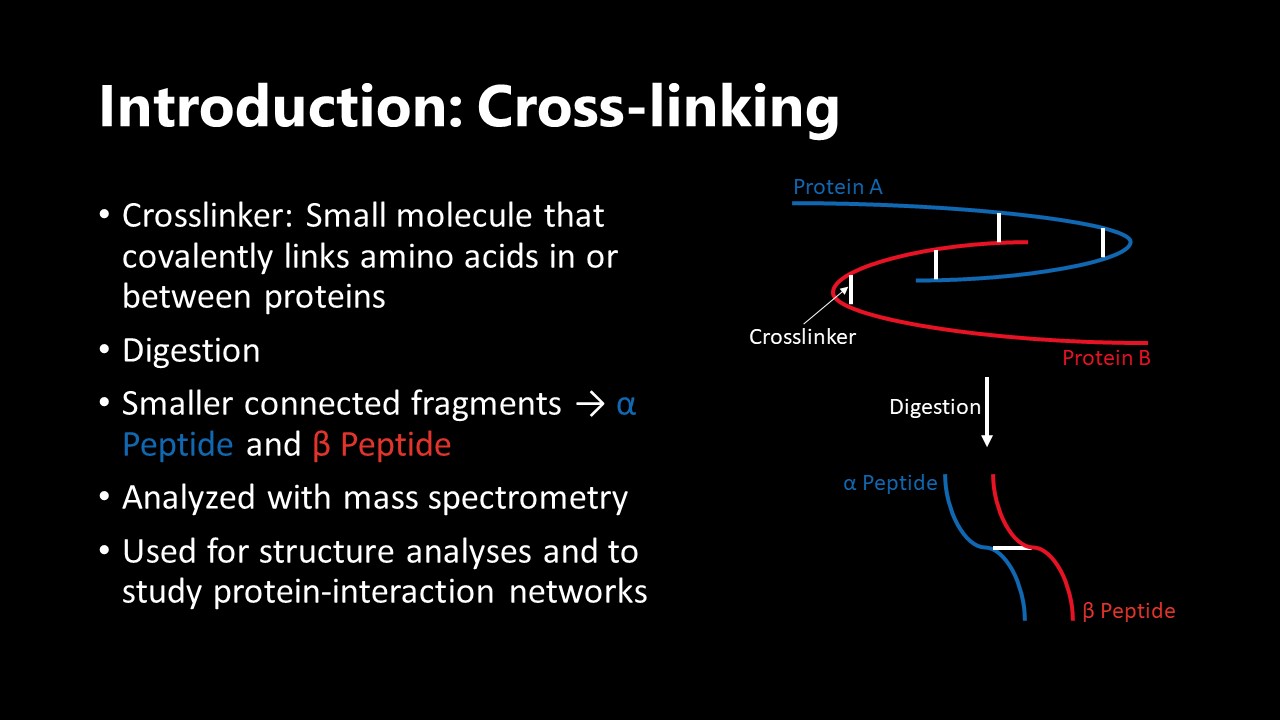 Introduction: Cross-linking
• Crosslinker: Small molecule that
covalently links amino acids in or
between proteins
• Digestion
• Smaller connected fragments → α
Peptide and β Peptide
• Analyzed with mass spectrometry
• Used for structure analyses and to
study protein-interaction networks
Protein A
Crosslinker
Protein B
Digestion
α Peptide
β Peptide